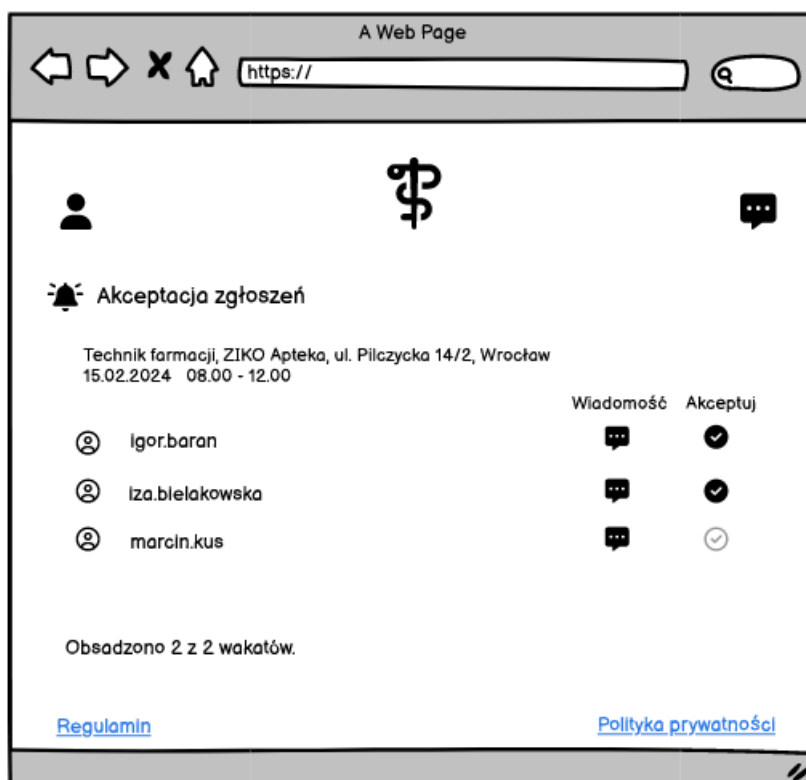 A Web Page
https://
Akceptacja zgłoszeń
Technik farmacji, ZIKO Apteka, ul. Pilczycka 14/2, Wrocław
15.02.2024 08.00 - 12.00
Wiadomość Akceptuj
igor.baran
iza.bielakowska
marcin.kus
Obsadzono 2 z 2 wakatów.
Regulamin Polityka prywatności